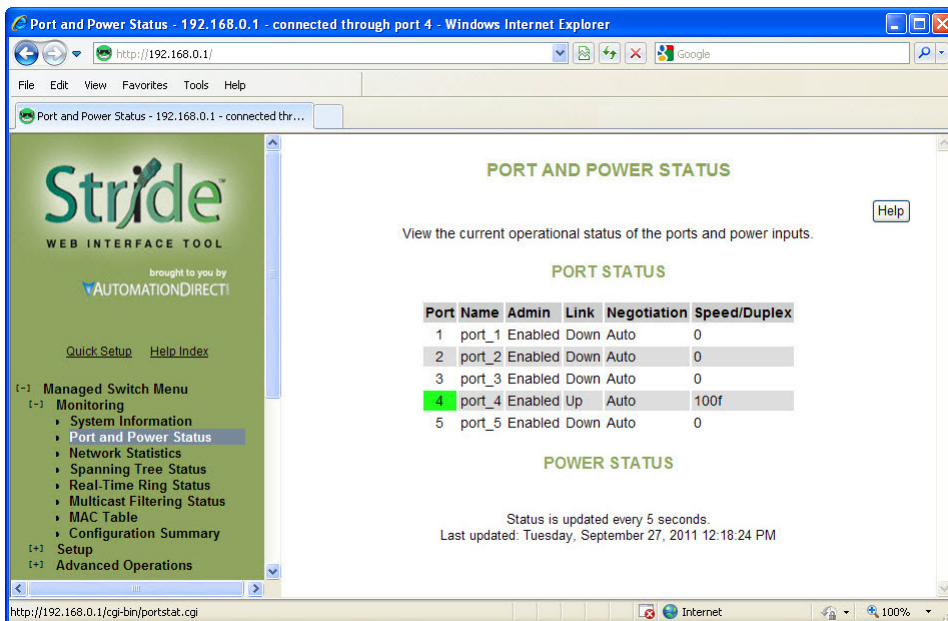 Port and Power Status - 192.168.0.1 - connected through port 4 - Windows Internet Explorer
http://192.168.0.1/
Google
File Edit View Favorites Tools Help
Port and Power Status - 192.168.0.1 - connected thr...
Stride™
WEB INTERFACE TOOL
brought to you by
AUTOMATIONDIRECT
Quick Setup Help Index
[-] Managed Switch Menu
[-] Monitoring
System Information
Port and Power Status
Network Statistics
Spanning Tree Status
Real-Time Ring Status
Multicast Filtering Status
MAC Table
Configuration Summary
[+] Setup
[+] Advanced Operations
PORT AND POWER STATUS
Help
View the current operational status of the ports and power inputs.
PORT STATUS
Port Name Admin Link Negotiation Speed/Duplex
1 port_1 Enabled Down Auto 0
2 port_2 Enabled Down Auto 0
3 port_3 Enabled Down Auto 0
4 port_4 Enabled Up Auto 100f
5 port_5 Enabled Down Auto 0
POWER STATUS
Status is updated every 5 seconds.
Last updated: Tuesday, September 27, 2011 12:18:24 PM
http://192.168.0.1/cgi-bin/portstat.cgi
Internet
100%